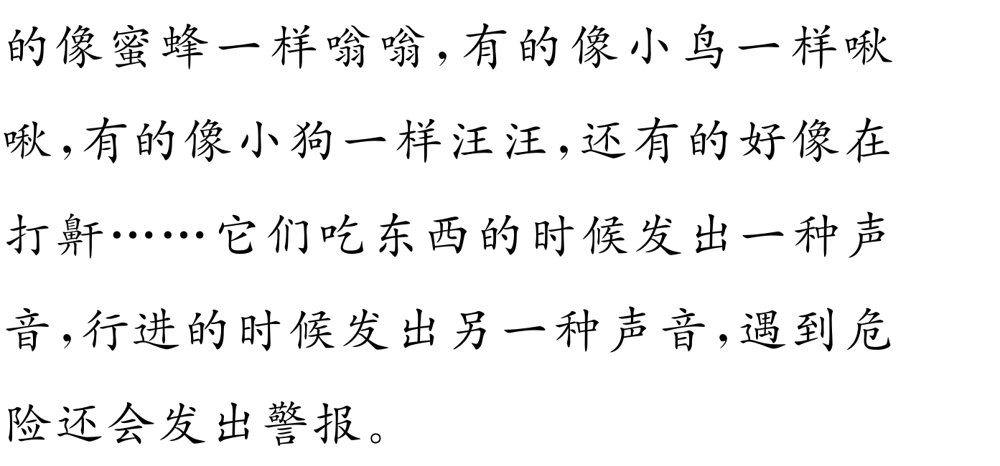 的像蜜蜂一样嗡嗡，有的像小鸟一样啾
啾，有的像小狗一样汪汪，还有的好像在
打鼾……它们吃东西的时候发出一种声
音，行进的时候发出另一种声音，遇到危
险还会发出警报。